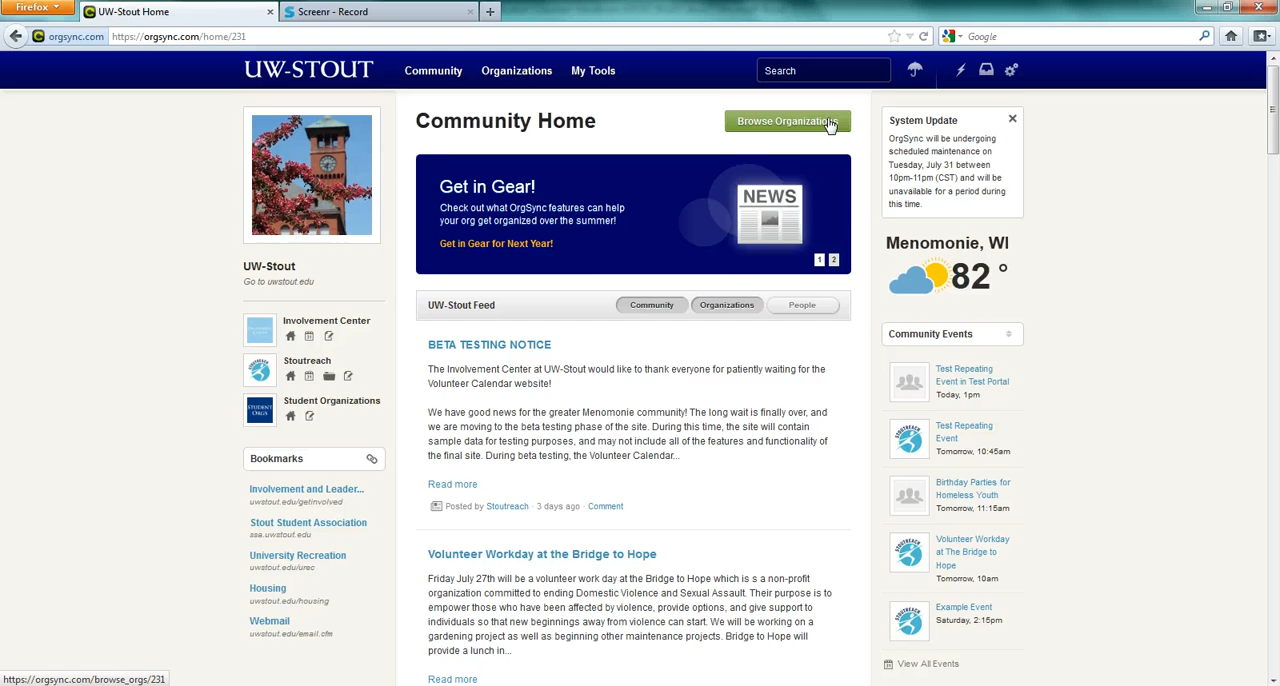 Firefox
UW-Stout Home
Screenr - Record
orgsync.com
https://orgsync.com/home/231
Google
UW-STOUT
Community
Organizations
My Tools
Search
Community Home
Browse Organizations
Get in Gear!
Check out what OrgSync features can help
your org get organized over the summer!
Get in Gear for Next Year!
NEWS
1 2
UW-Stout Feed
Community
Organizations
People
BETA TESTING NOTICE
The Involvement Center at UW-Stout would like to thank everyone for patiently waiting for the
Volunteer Calendar website!
We have good news for the greater Menomonie community! The long wait is finally over, and
we are moving to the beta testing phase of the site. During this time, the site will contain
sample data for testing purposes, and may not include all of the features and functionality of
the final site. During beta testing, the Volunteer Calendar...
Read more
Posted by Stoutreach · 3 days ago · Comment
Volunteer Workday at the Bridge to Hope
Friday July 27th will be a volunteer work day at the Bridge to Hope which is s a non-profit
organization committed to ending Domestic Violence and Sexual Assault. Their purpose is to
empower those who have been affected by violence, provide options, and give support to
individuals so that new beginnings away from violence can start. We will be working on a
gardening project as well as beginning other maintenance projects. Bridge to Hope will
provide a lunch in...
Read more
UW-Stout
Go to uwstout.edu
Involvement Center
Stoutreach
STUDENT
ORGS
Student Organizations
Bookmarks
Involvement and Leader...
uwstout.edu/getinvolved
Stout Student Association
ssa.uwstout.edu
University Recreation
uwstout.edu/urec
Housing
uwstout.edu/housing
Webmail
uwstout.edu/email.cfm
System Update
OrgSync will be undergoing
scheduled maintenance on
Tuesday, July 31 between
10pm-11pm (CST) and will be
unavailable for a period during
this time.
Menomonie, WI
82 °
Community Events
Test Repeating
Event in Test Portal
Today, 1pm
Test Repeating
Event
Tomorrow, 10:45am
Birthday Parties for
Homeless Youth
Tomorrow, 11:15am
Volunteer Workday
at The Bridge to
Hope
Tomorrow, 10am
Example Event
Saturday, 2:15pm
View All Events
https://orgsync.com/browse_orgs/231